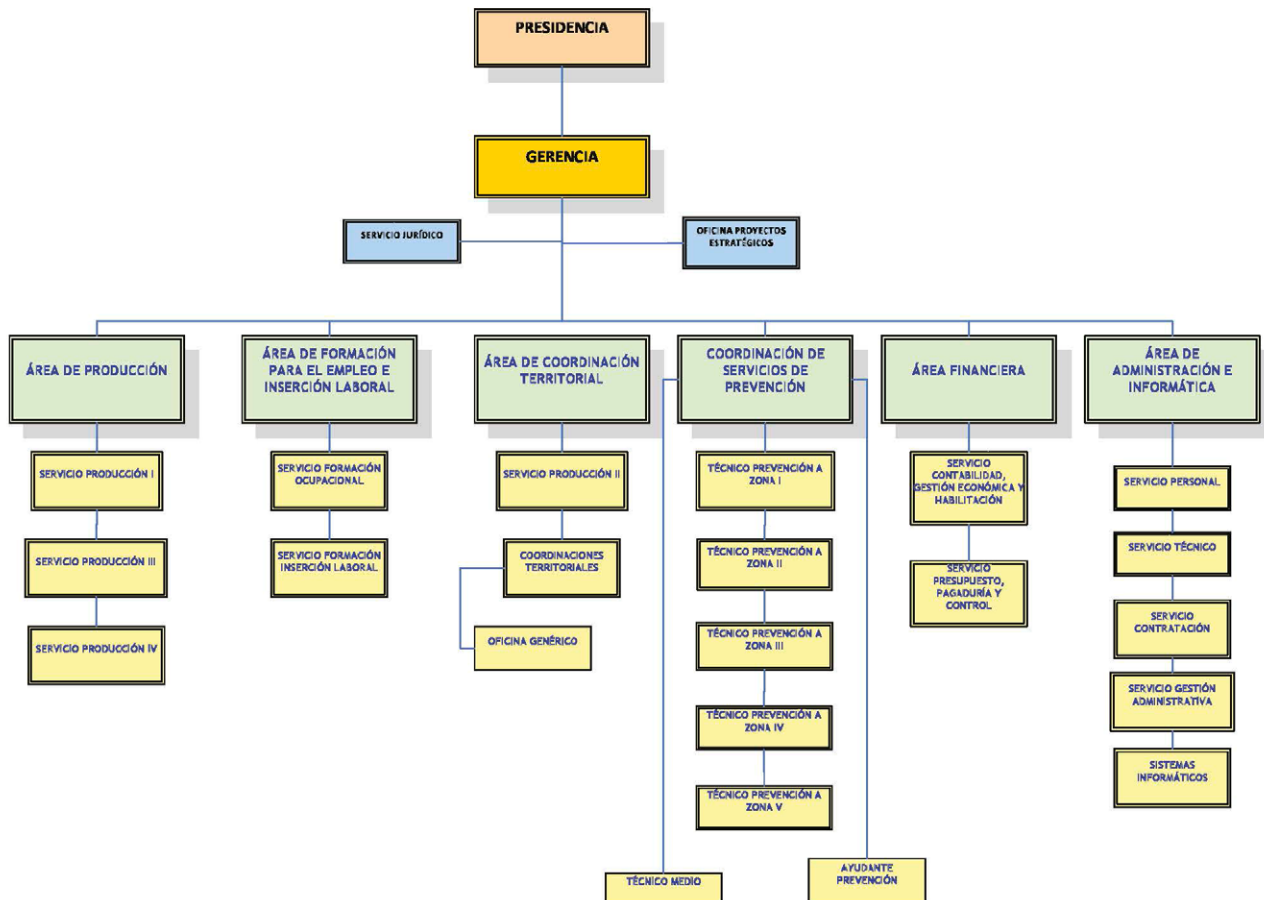 PRESIDENCIA
GERENCIA
SERVICIO JURÍDICO
OFICINA PROYECTOS
ESTRATÉGICOS
ÁREA DE PRODUCCIÓN
ÁREA DE FORMACIÓN
PARA EL EMPLEO E
INSERCIÓN LABORAL
ÁREA DE COORDINACIÓN
TERRITORIAL
COORDINACIÓN DE
SERVICIOS DE
PREVENCIÓN
ÁREA FINANCIERA
ÁREA DE
ADMINISTRACIÓN E
INFORMÁTICA
SERVICIO PRODUCCIÓN I
SERVICIO PRODUCCIÓN III
SERVICIO PRODUCCIÓN IV
SERVICIO FORMACIÓN
OCUPACIONAL
SERVICIO FORMACIÓN
INSERCIÓN LABORAL
SERVICIO PRODUCCIÓN II
COORDINACIONES
TERRITORIALES
OFICINA GENÉRICO
TÉCNICO PREVENCIÓN A
ZONA I
TÉCNICO PREVENCIÓN A
ZONA II
TÉCNICO PREVENCIÓN A
ZONA III
TÉCNICO PREVENCIÓN A
ZONA IV
TÉCNICO PREVENCIÓN A
ZONA V
TÉCNICO MEDIO
AYUDANTE
PREVENCIÓN
SERVICIO
CONTABILIDAD,
GESTIÓN ECONÓMICA Y
HABILITACIÓN
SERVICIO
PRESUPUESTO,
PAGADURÍA Y
CONTROL
SERVICIO PERSONAL
SERVICIO TÉCNICO
SERVICIO
CONTRATACIÓN
SERVICIO GESTIÓN
ADMINISTRATIVA
SISTEMAS
INFORMÁTICOS